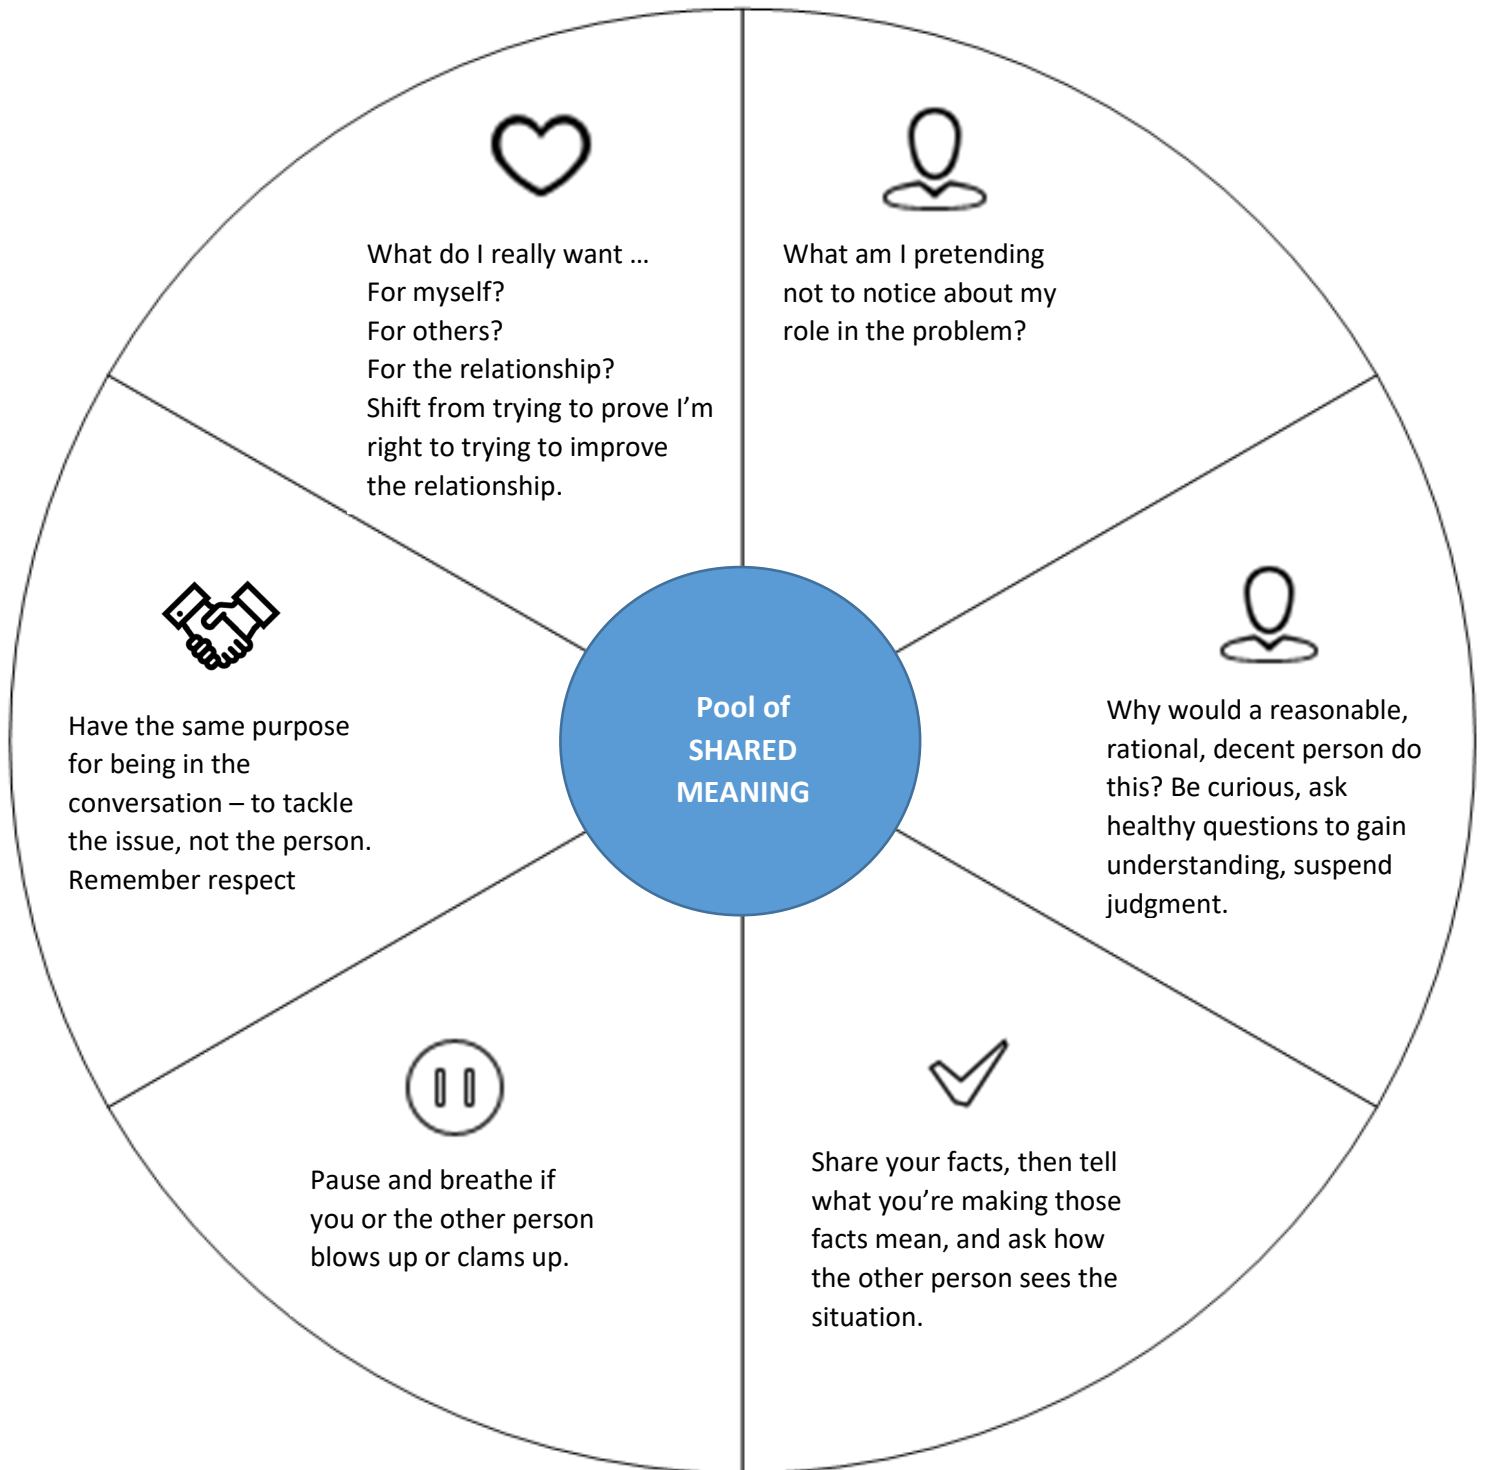 What do I really want …
For myself?
For others?
For the relationship?
Shift from trying to prove I’m
right to trying to improve
the relationship.
What am I pretending
not to notice about my
role in the problem?
Why would a reasonable,
rational, decent person do
this? Be curious, ask
healthy questions to gain
understanding, suspend
judgment.
Share your facts, then tell
what you’re making those
facts mean, and ask how
the other person sees the
situation.
Pause and breathe if
you or the other person
blows up or clams up.
Have the same purpose
for being in the
conversation – to tackle
the issue, not the person.
Remember respect
Pool of
SHARED
MEANING